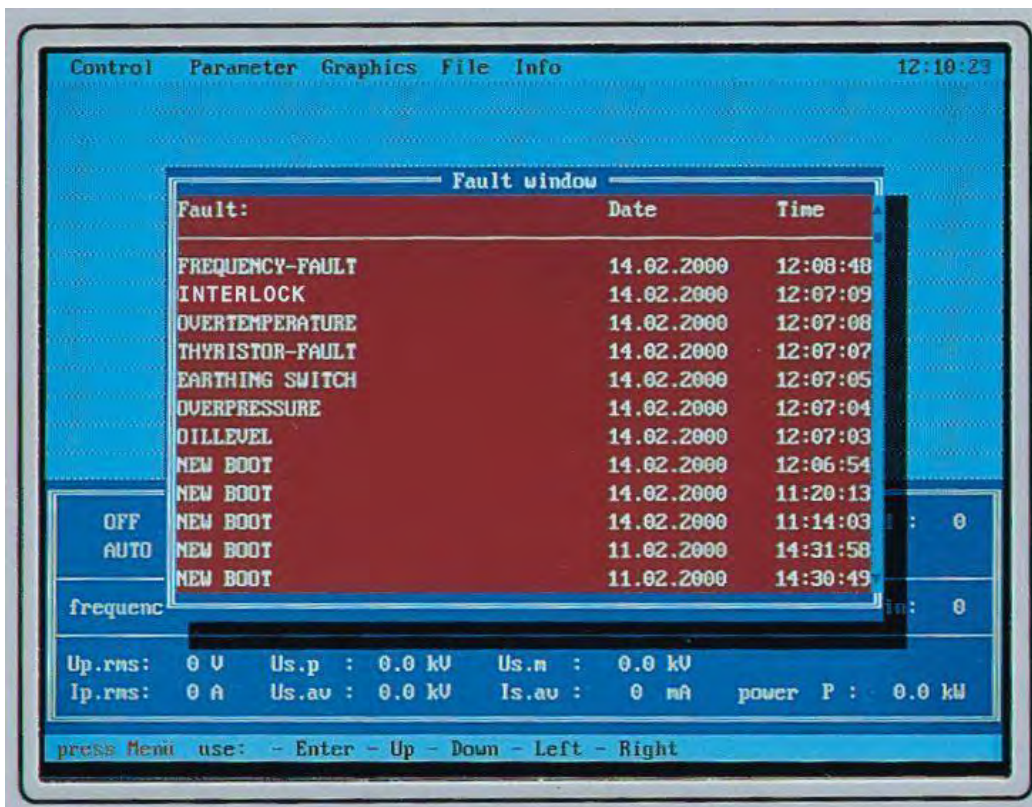 Control Parameter Graphics File Info 12:10:23
Fault window
Fault: Date Time
FREQUENCY-FAULT 14.02.2000 12:08:48
INTERLOCK 14.02.2000 12:07:09
OVERTEMPERATURE 14.02.2000 12:07:08
THYRISTOR-FAULT 14.02.2000 12:07:07
EARTHING SWITCH 14.02.2000 12:07:05
OVERPRESSURE 14.02.2000 12:07:04
OILLEVEL 14.02.2000 12:07:03
NEW BOOT 14.02.2000 12:06:54
NEW BOOT 14.02.2000 11:20:13
OFF NEW BOOT 14.02.2000 11:14:03 : 0
AUTO NEW BOOT 11.02.2000 14:31:58
NEW BOOT 11.02.2000 14:30:49
frequenc in: 0
Up.rms: 0 V Us.p : 0.0 kV Us.m : 0.0 kV
Ip.rms: 0 A Us.av : 0.0 kV Is.av : 0 mA power P : 0.0 kW
press Menü use: - Enter - Up - Down - Left - Right